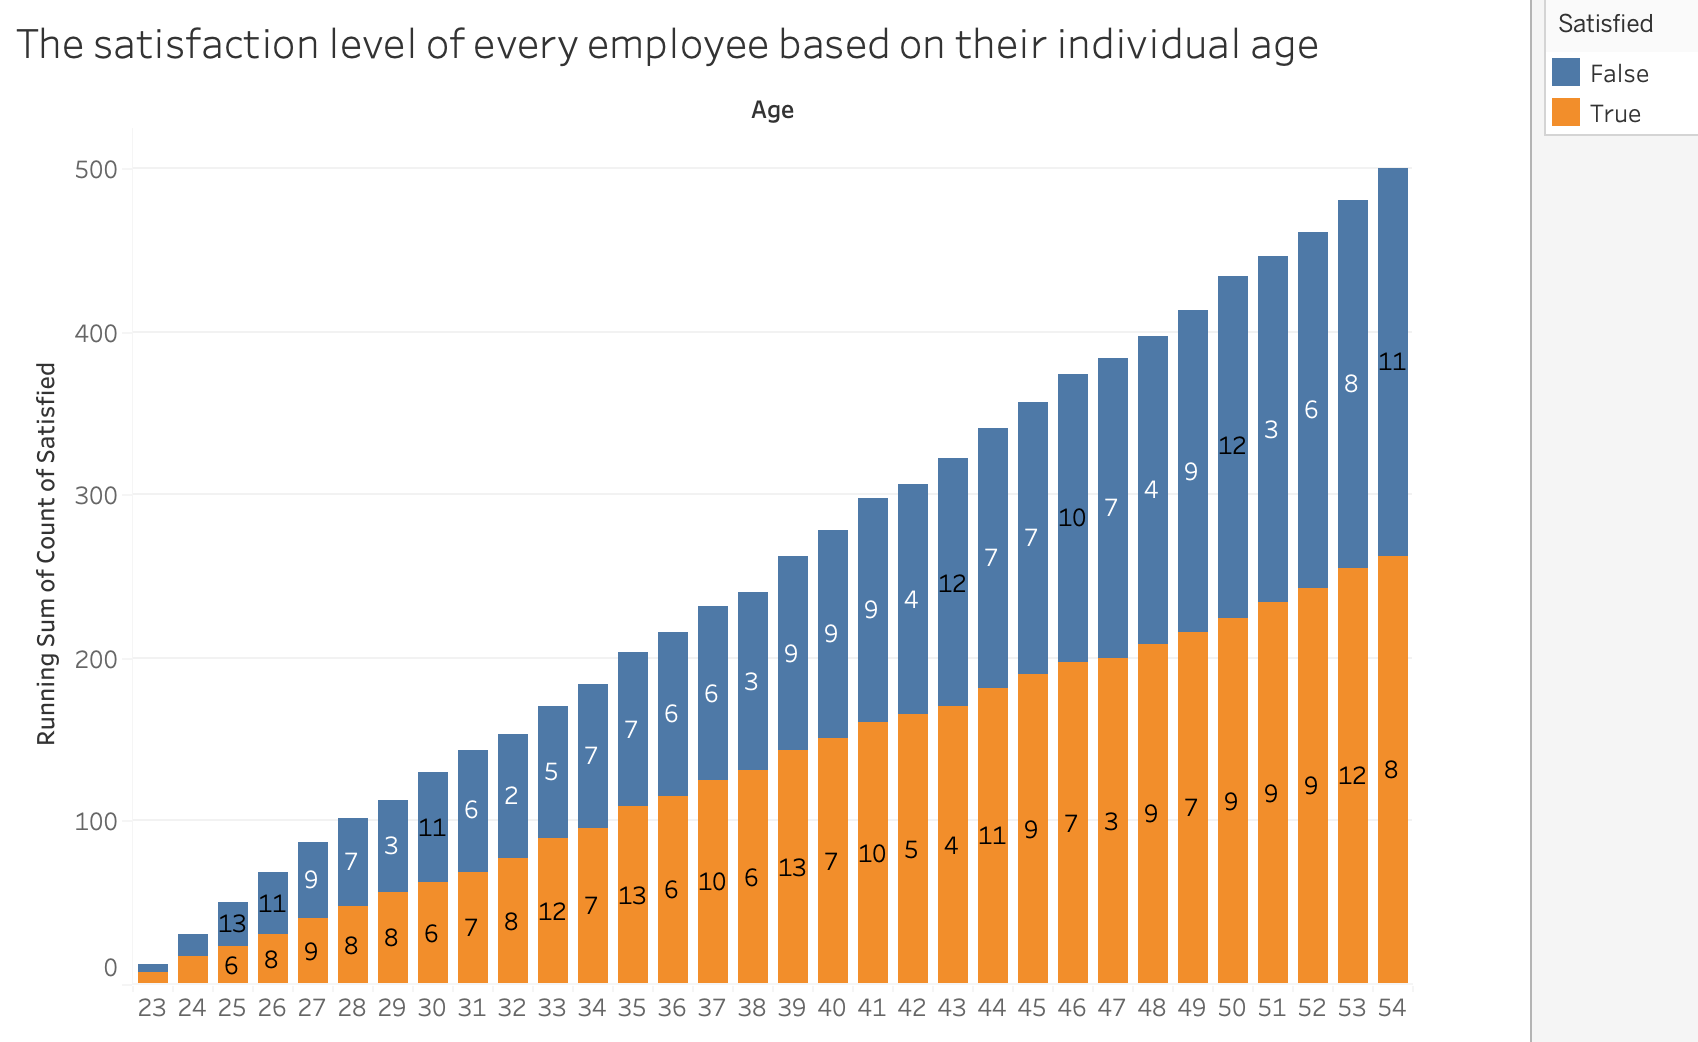 The satisfaction level of every employee based on their individual age
Satisfied
False
True
Age
Running Sum of Count of Satisfied
500
400
300
200
100
0
13 11 9 7 3 11 6 2 5 7 7 6 6 3 9 9 9 4 12 7 7 10 7 4 9 12 3 6 8 11
6 8 9 8 8 6 7 8 12 7 13 6 10 6 13 7 10 5 4 11 9 7 3 9 7 9 9 9 12 8
23 24 25 26 27 28 29 30 31 32 33 34 35 36 37 38 39 40 41 42 43 44 45 46 47 48 49 50 51 52 53 54